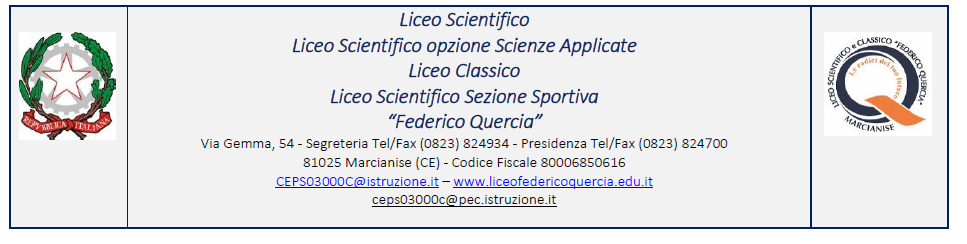 Liceo Scientifico
Liceo Scientifico opzione Scienze Applicate
Liceo Classico
Liceo Scientifico Sezione Sportiva
“Federico Quercia”
Via Gemma, 54 - Segreteria Tel/Fax (0823) 824934 - Presidenza Tel/Fax (0823) 824700
81025 Marcianise (CE) - Codice Fiscale 80006850616
CEPS03000C@istruzione.it – www.liceofedericoquercia.edu.it
ceps03000c@pec.istruzione.it
REPVBBLICA ITALIANA
LICEO SCIENTIFICO e CLASSICO "FEDERICO QUERCIA"
Le radici del tuo futuro
MARCIANISE